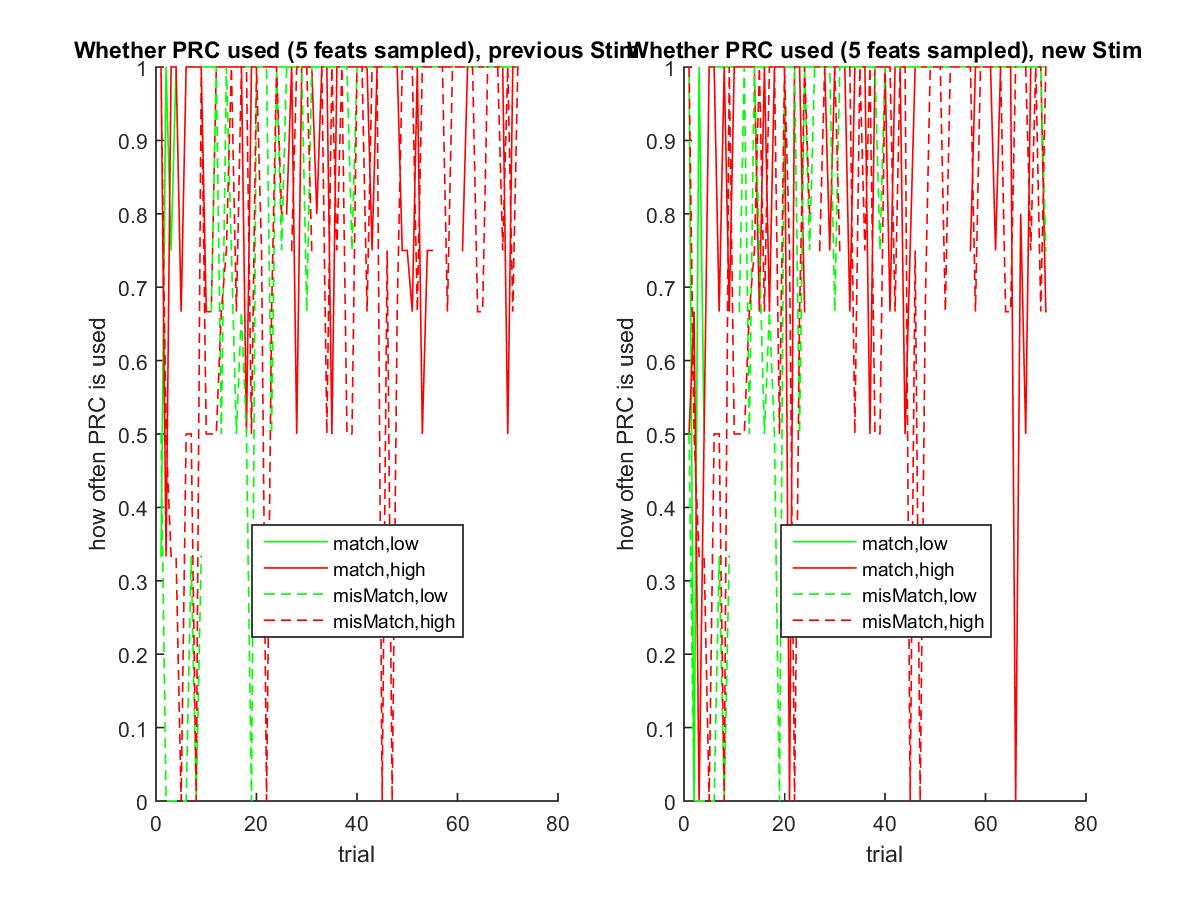 Whether PRC used (5 feats sampled), previous Stim
how often PRC is used
1
0.9
0.8
0.7
0.6
0.5
0.4
0.3
0.2
0.1
0
0 20 40 60 80
trial
match,low
match,high
misMatch,low
misMatch,high
Whether PRC used (5 feats sampled), new Stim
how often PRC is used
1
0.9
0.8
0.7
0.6
0.5
0.4
0.3
0.2
0.1
0
0 20 40 60 80
trial
match,low
match,high
misMatch,low
misMatch,high